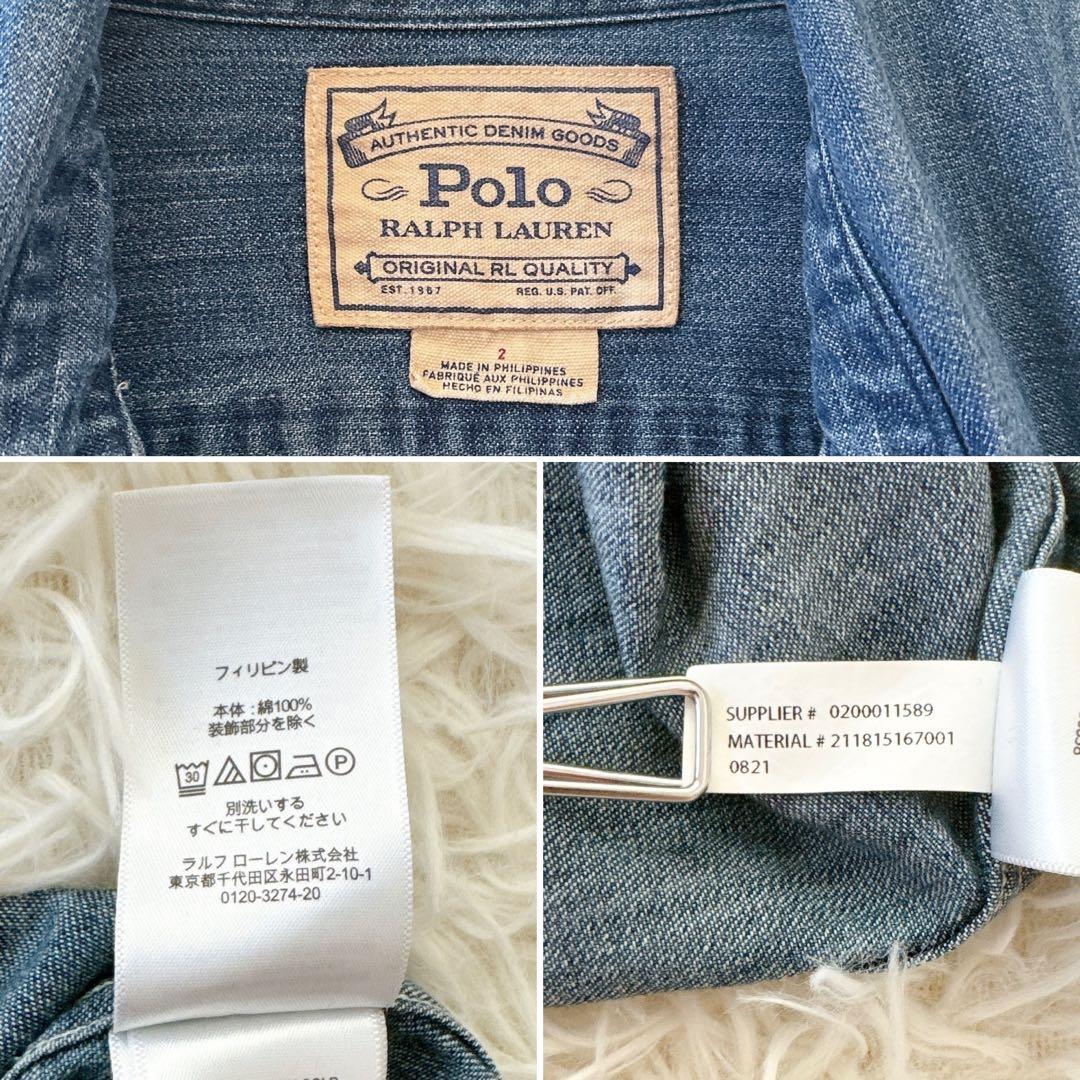 AUTHENTIC DENIM GOODS
Polo
RALPH LAUREN
ORIGINAL RL QUALITY
EST. 1967 REG. U.S. PAT. OFF.
2
MADE IN PHILIPPINES
FABRIQUÉ AUX PHILIPPINES
HECHO EN FILIPINAS
フィリピン製
本体：綿100%
装飾部分を除く
30 P
別洗いする
すぐに干してください
ラルフ ローレン株式会社
東京都千代田区永田町2-10-1
0120-3274-20
SUPPLIER # 0200011589
MATERIAL # 211815167001
0821